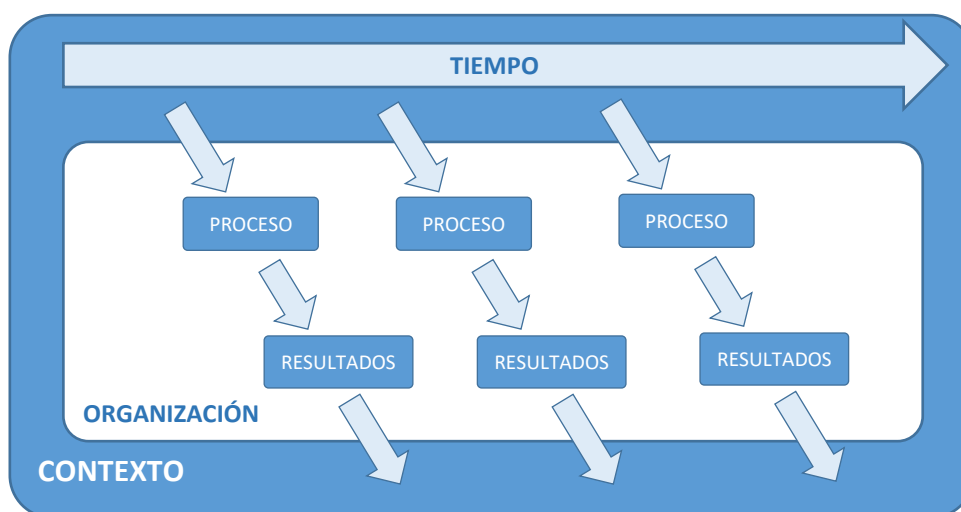 TIEMPO
PROCESO
PROCESO
PROCESO
RESULTADOS
RESULTADOS
RESULTADOS
ORGANIZACIÓN
CONTEXTO